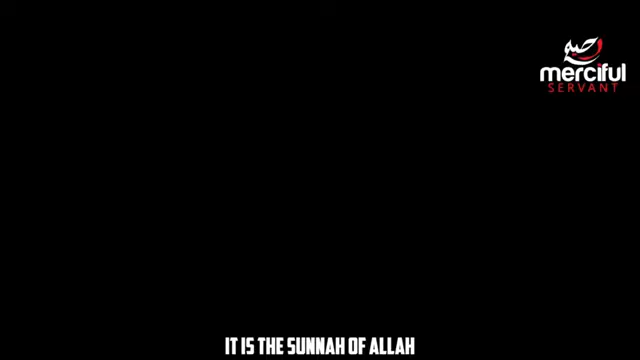 merciful
SERVANT
IT IS THE SUNNAH OF ALLAH